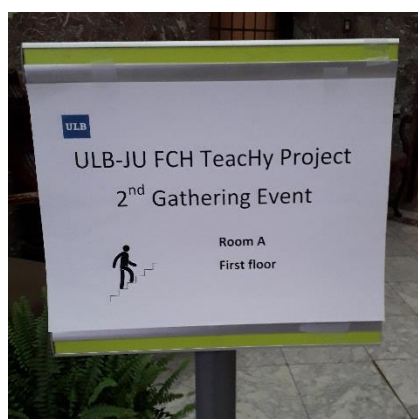 ULB
ULB-JU FCH TeacHy Project
2nd Gathering Event
Room A
First floor